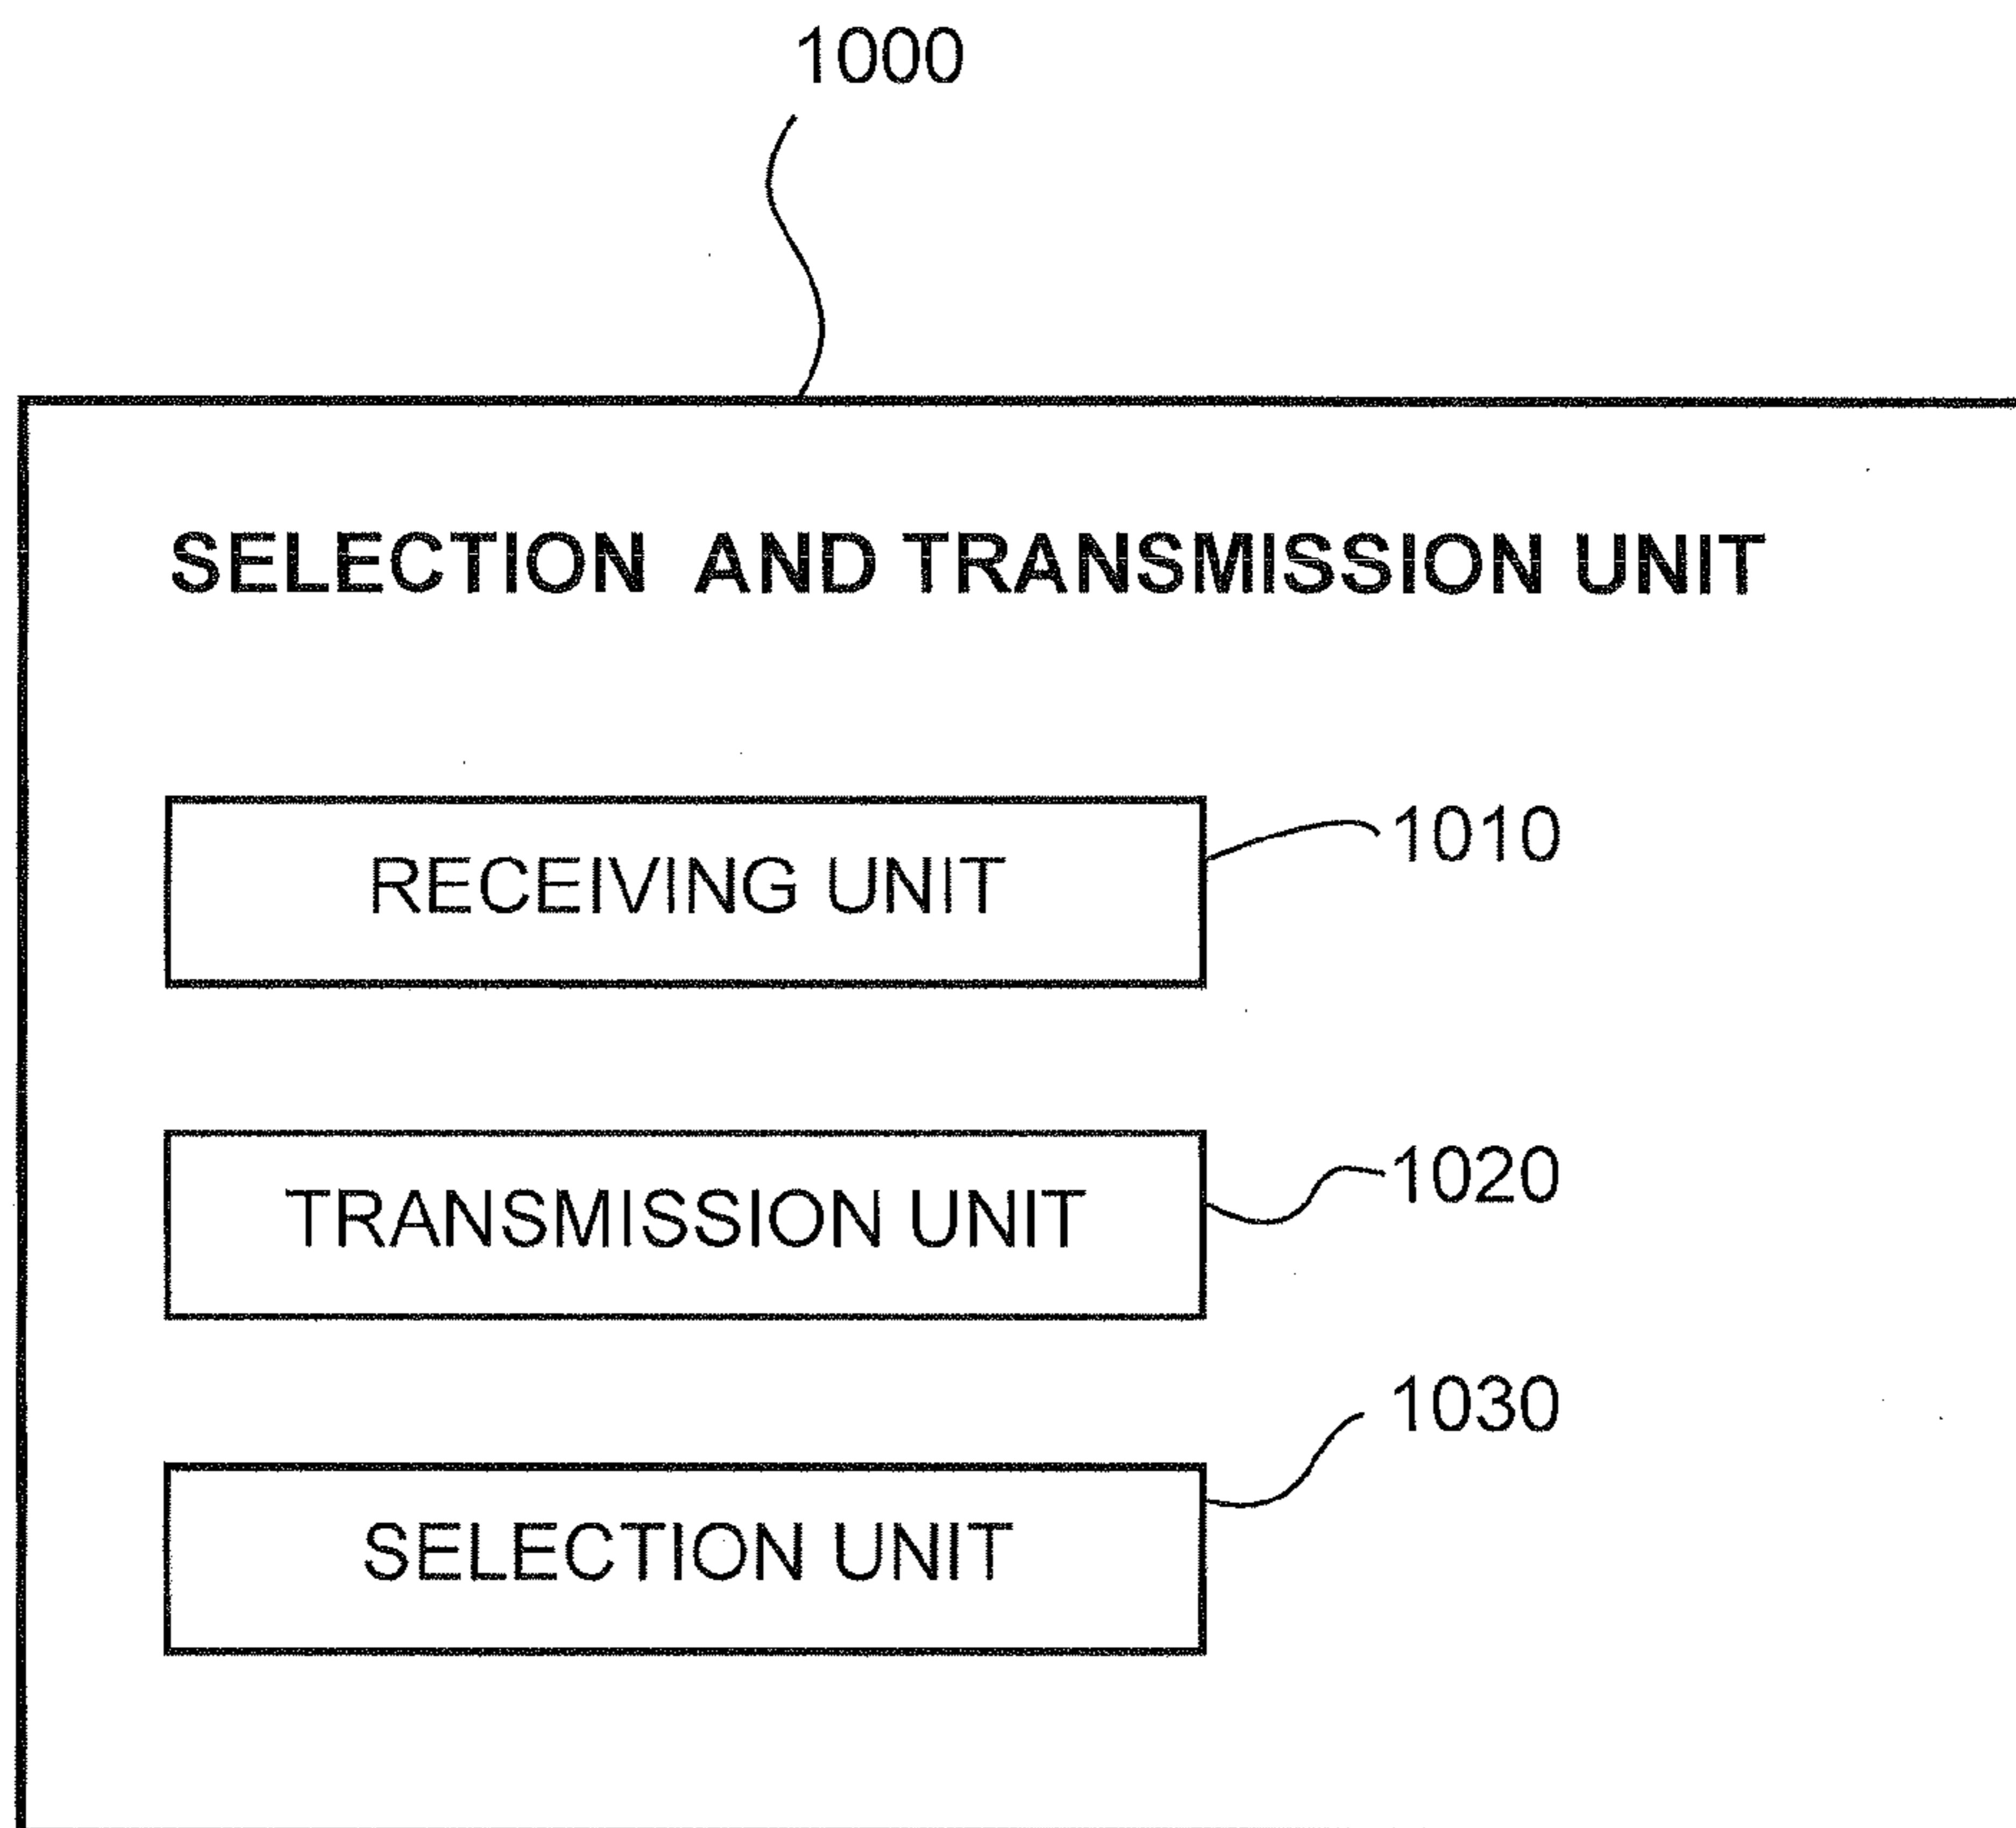 1000
SELECTION AND TRANSMISSION UNIT
RECEIVING UNIT
1010
TRANSMISSION UNIT
1020
SELECTION UNIT
1030